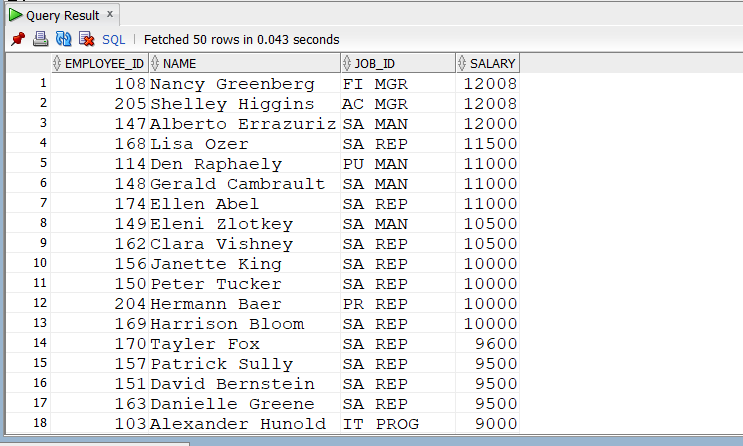 Query Result x
SQL | Fetched 50 rows in 0.043 seconds
EMPLOYEE_ID NAME JOB_ID SALARY
1 108 Nancy Greenberg FI MGR 12008
2 205 Shelley Higgins AC MGR 12008
3 147 Alberto Errazuriz SA MAN 12000
4 168 Lisa Ozer SA REP 11500
5 114 Den Raphaely PU MAN 11000
6 148 Gerald Cambrault SA MAN 11000
7 174 Ellen Abel SA REP 11000
8 149 Eleni Zlotkey SA MAN 10500
9 162 Clara Vishney SA REP 10500
10 156 Janette King SA REP 10000
11 150 Peter Tucker SA REP 10000
12 204 Hermann Baer PR REP 10000
13 169 Harrison Bloom SA REP 10000
14 170 Tayler Fox SA REP 9600
15 157 Patrick Sully SA REP 9500
16 151 David Bernstein SA REP 9500
17 163 Danielle Greene SA REP 9500
18 103 Alexander Hunold IT PROG 9000